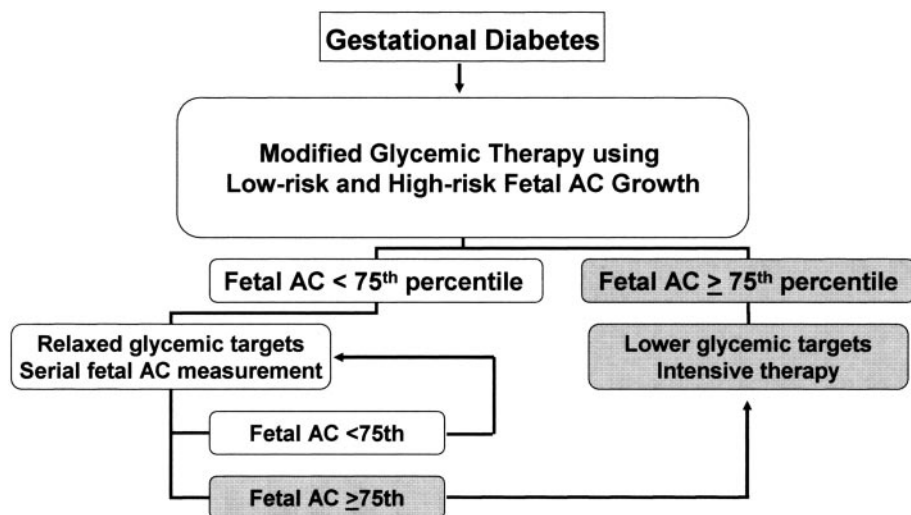 Gestational Diabetes
Modified Glycemic Therapy using
Low-risk and High-risk Fetal AC Growth
Fetal AC < 75th percentile
Fetal AC ≥ 75th percentile
Relaxed glycemic targets
Serial fetal AC measurement
Lower glycemic targets
Intensive therapy
Fetal AC <75th
Fetal AC ≥75th